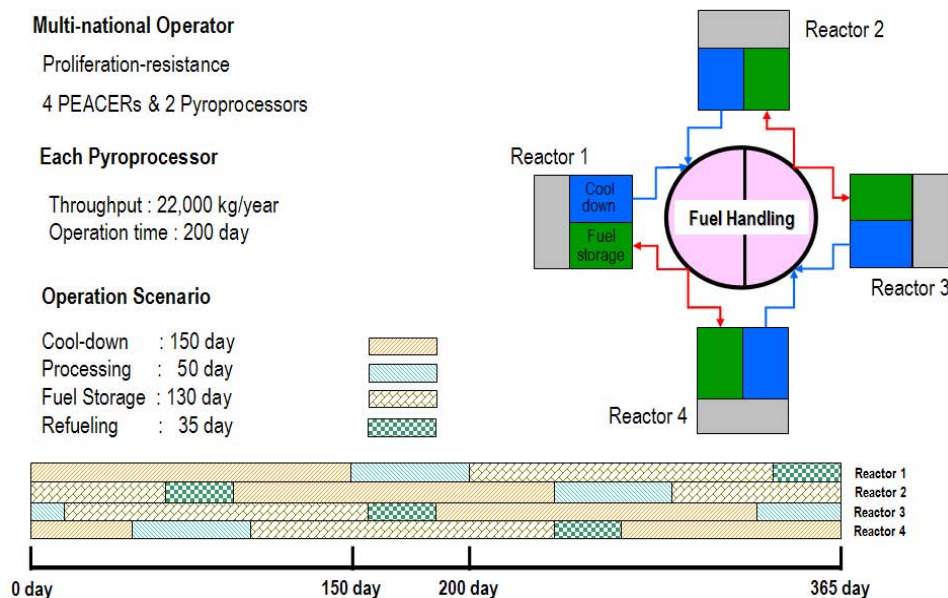 Multi-national Operator
Proliferation-resistance
4 PEACERs & 2 Pyroprocessors
Each Pyroprocessor
Throughput : 22,000 kg/year
Operation time : 200 day
Operation Scenario
Cool-down : 150 day
Processing : 50 day
Fuel Storage : 130 day
Refueling : 35 day
Reactor 2
Reactor 1
Cool
down
Fuel
storage
Fuel Handling
Reactor 3
Reactor 4
Reactor 1
Reactor 2
Reactor 3
Reactor 4
0 day
150 day
200 day
365 day